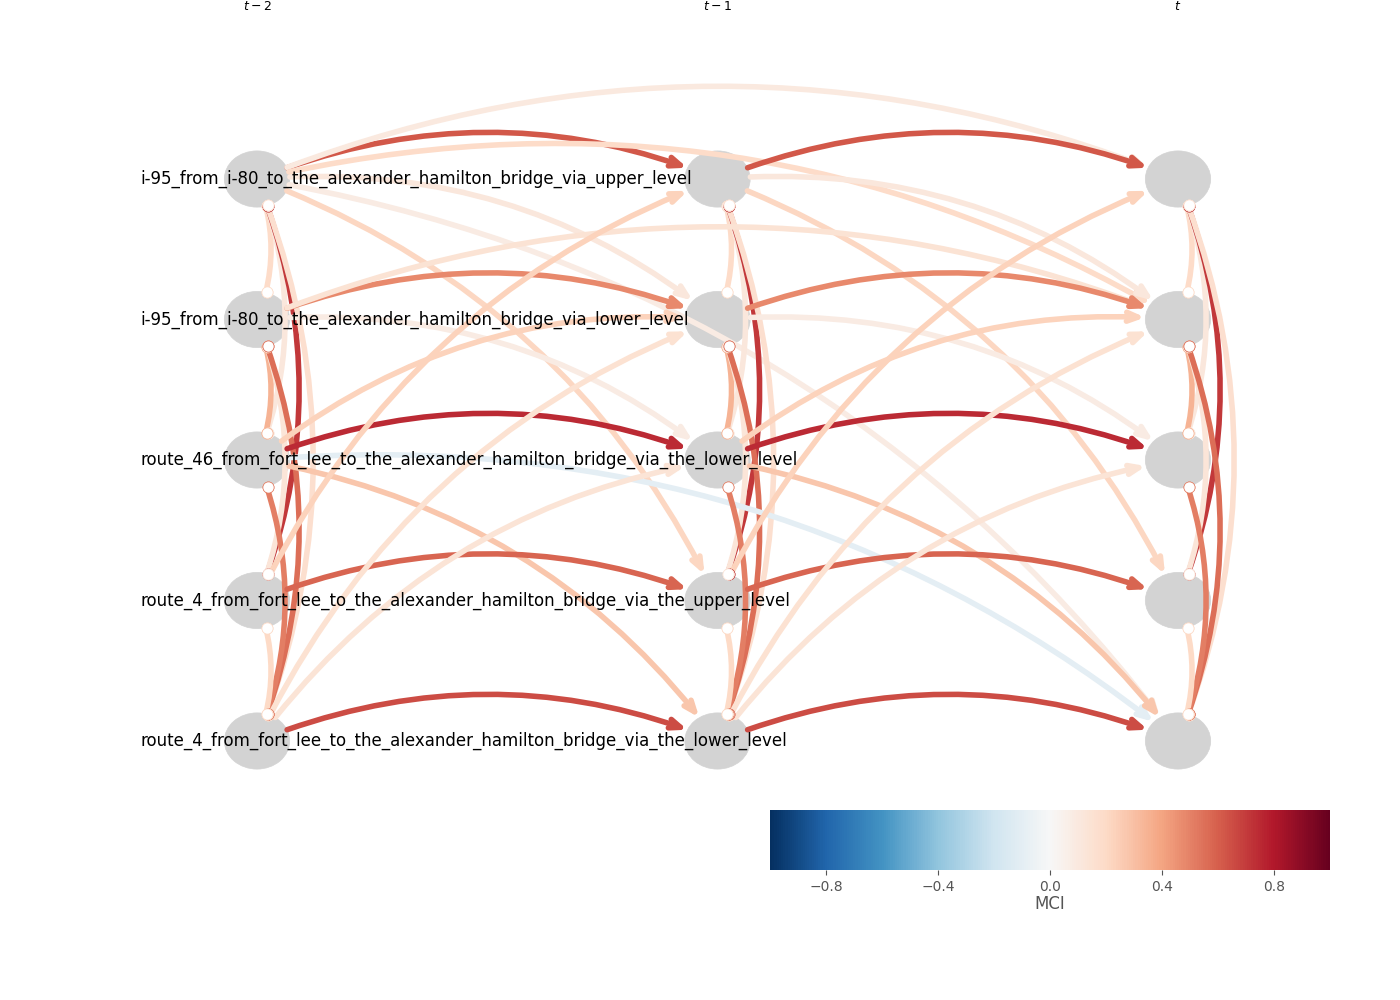 t − 2
t − 1
t
i-95_from_i-80_to_the_alexander_hamilton_bridge_via_upper_level
i-95_from_i-80_to_the_alexander_hamilton_bridge_via_lower_level
route_46_from_fort_lee_to_the_alexander_hamilton_bridge_via_the_lower_level
route_4_from_fort_lee_to_the_alexander_hamilton_bridge_via_the_upper_level
route_4_from_fort_lee_to_the_alexander_hamilton_bridge_via_the_lower_level
−0.8 −0.4 0.0 0.4 0.8
MCI